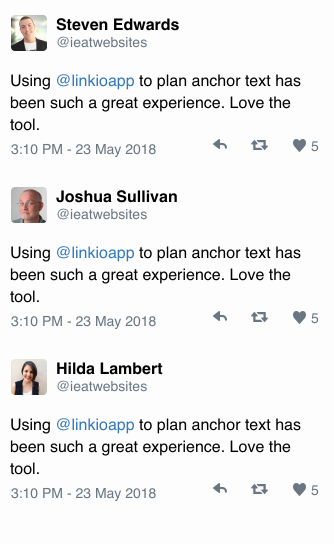 Steven Edwards
@ieatwebsites
Using @linkioapp to plan anchor text has
been such a great experience. Love the
tool.
3:10 PM - 23 May 2018 5
Joshua Sullivan
@ieatwebsites
Using @linkioapp to plan anchor text has
been such a great experience. Love the
tool.
3:10 PM - 23 May 2018 5
Hilda Lambert
@ieatwebsites
Using @linkioapp to plan anchor text has
been such a great experience. Love the
tool.
3:10 PM - 23 May 2018 5